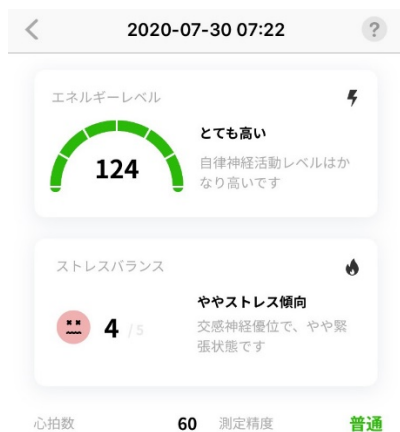 2020-07-30 07:22
?
エネルギーレベル
124
とても高い
自律神経活動レベルはか
なり高いです
ストレスバランス
4 / 5
ややストレス傾向
交感神経優位で、やや緊
張状態です
心拍数 60 測定精度 普通